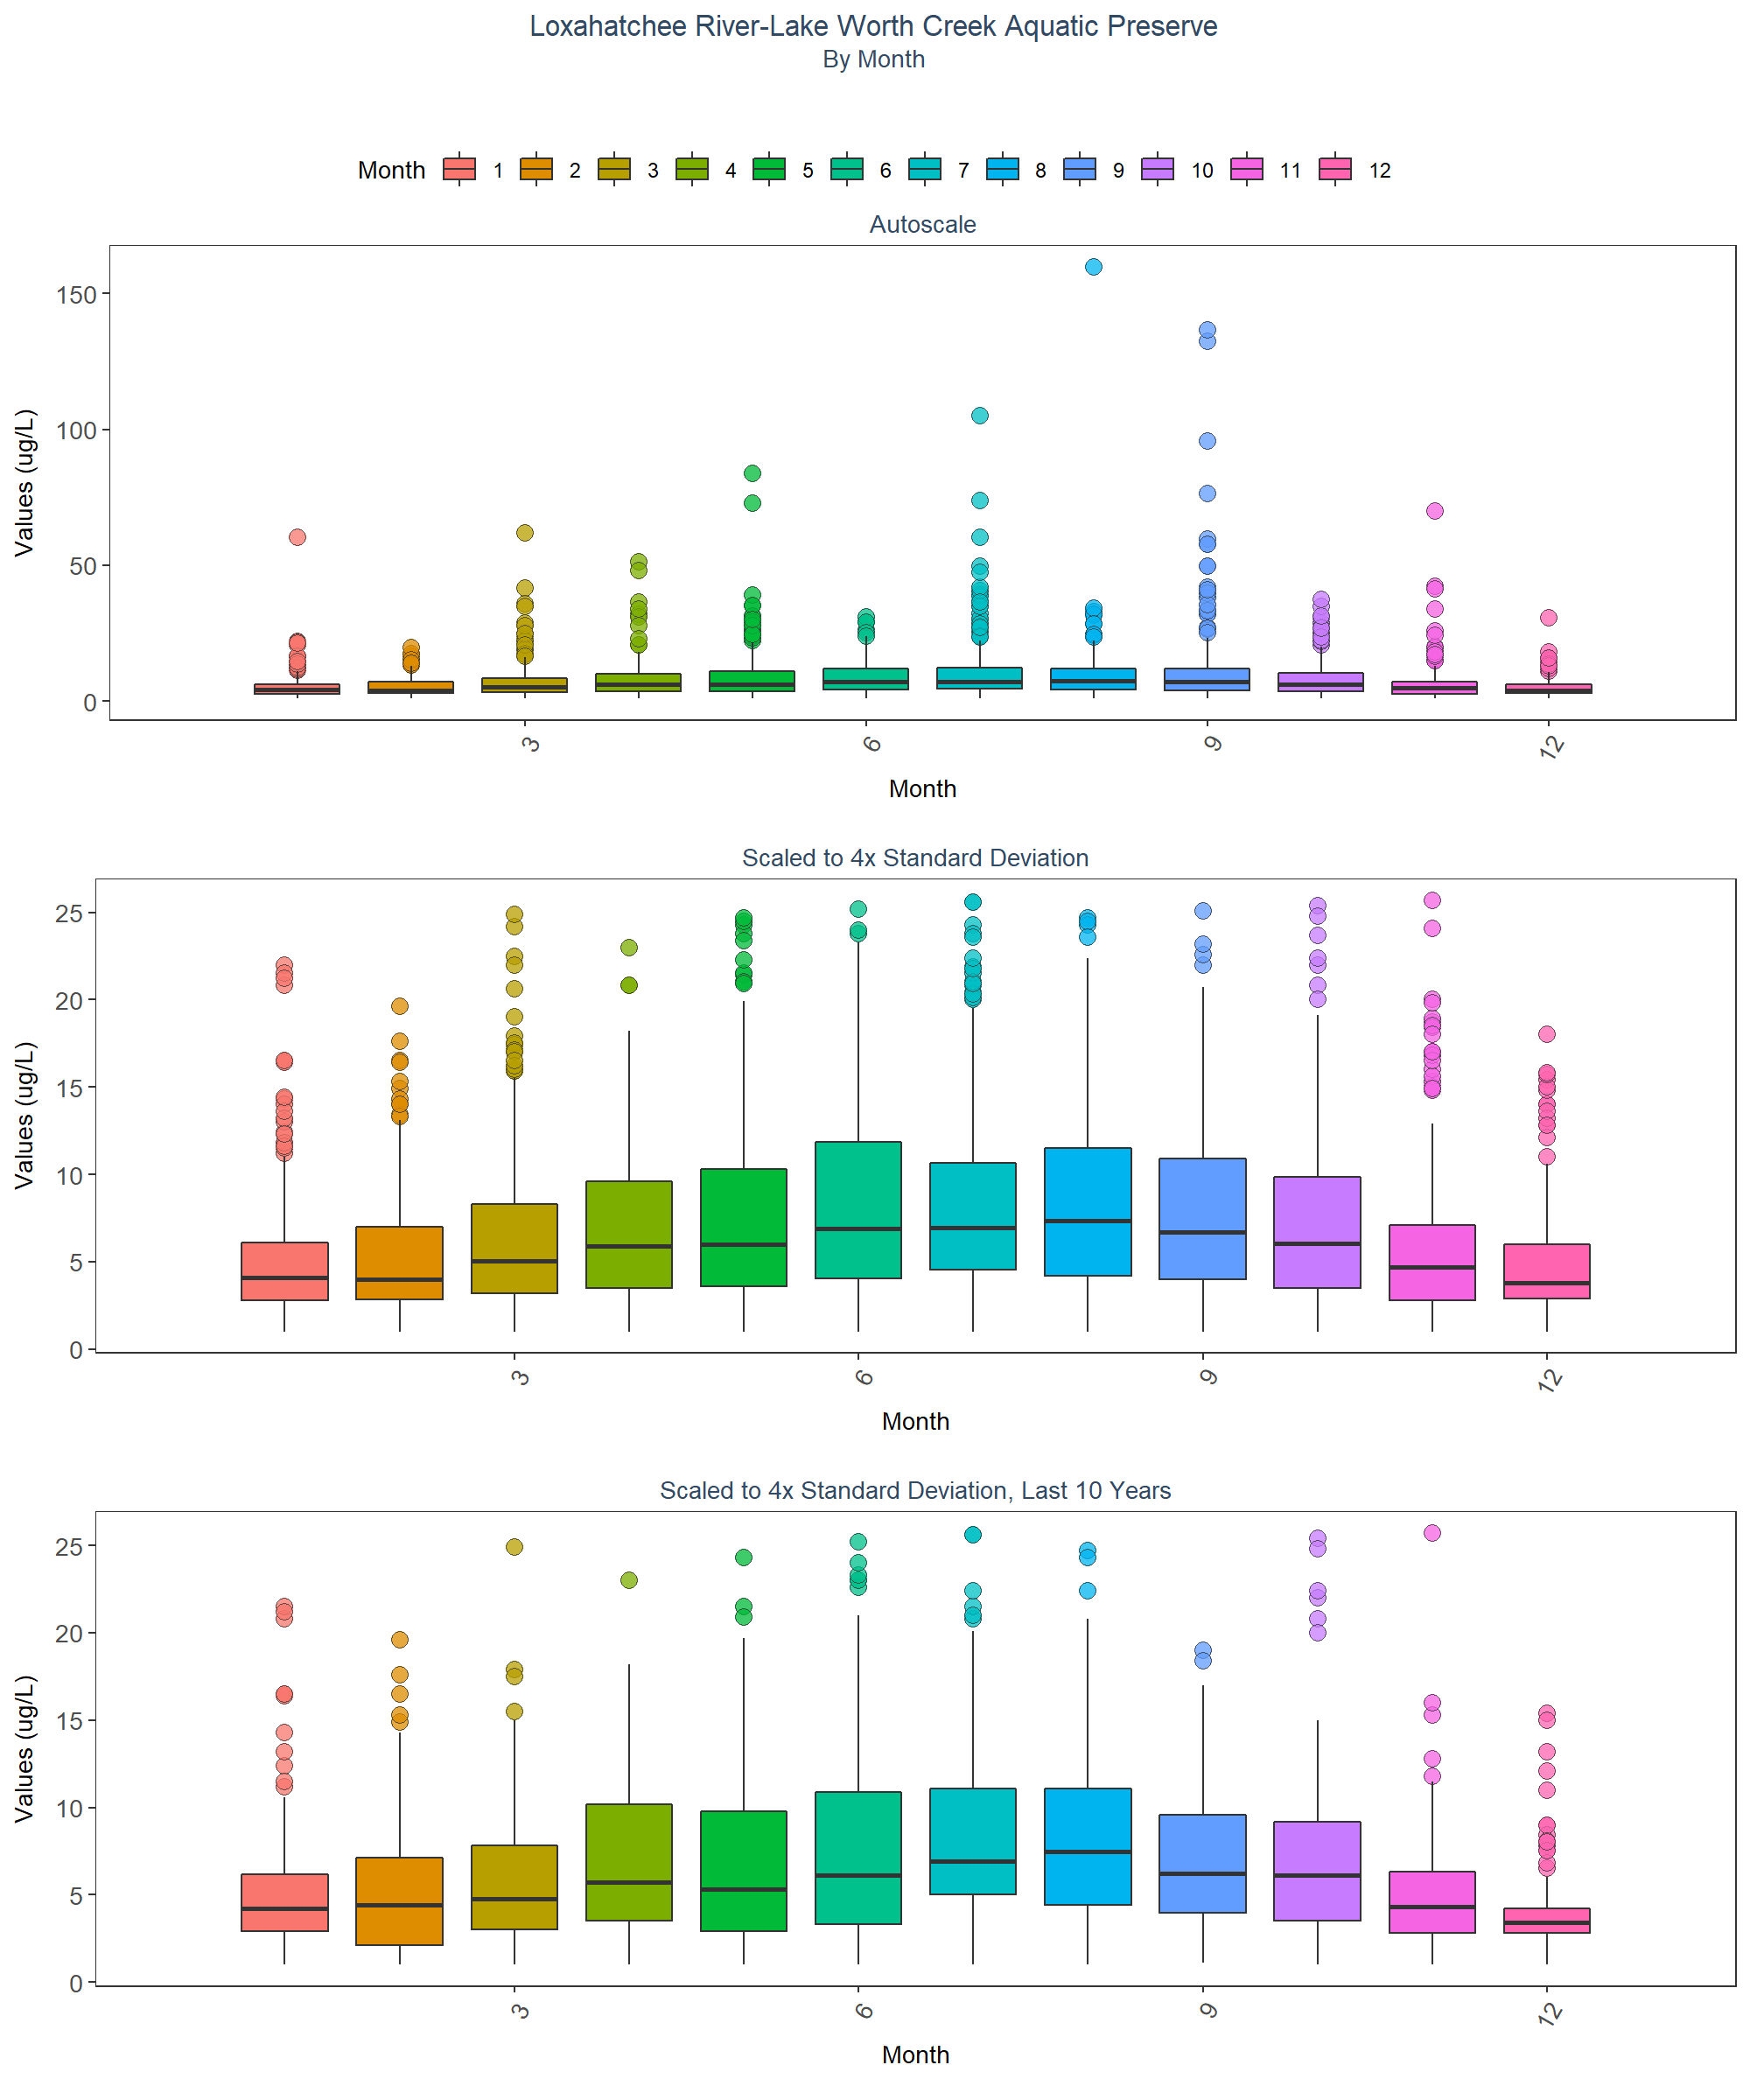 Loxahatchee River-Lake Worth Creek Aquatic Preserve
By Month
Month 1 2 3 4 5 6 7 8 9 10 11 12
Autoscale
Values (ug/L)
150
100
50
0
3 6 9 12
Month
Scaled to 4x Standard Deviation
Values (ug/L)
25
20
15
10
5
0
3 6 9 12
Month
Scaled to 4x Standard Deviation, Last 10 Years
Values (ug/L)
25
20
15
10
5
0
3 6 9 12
Month